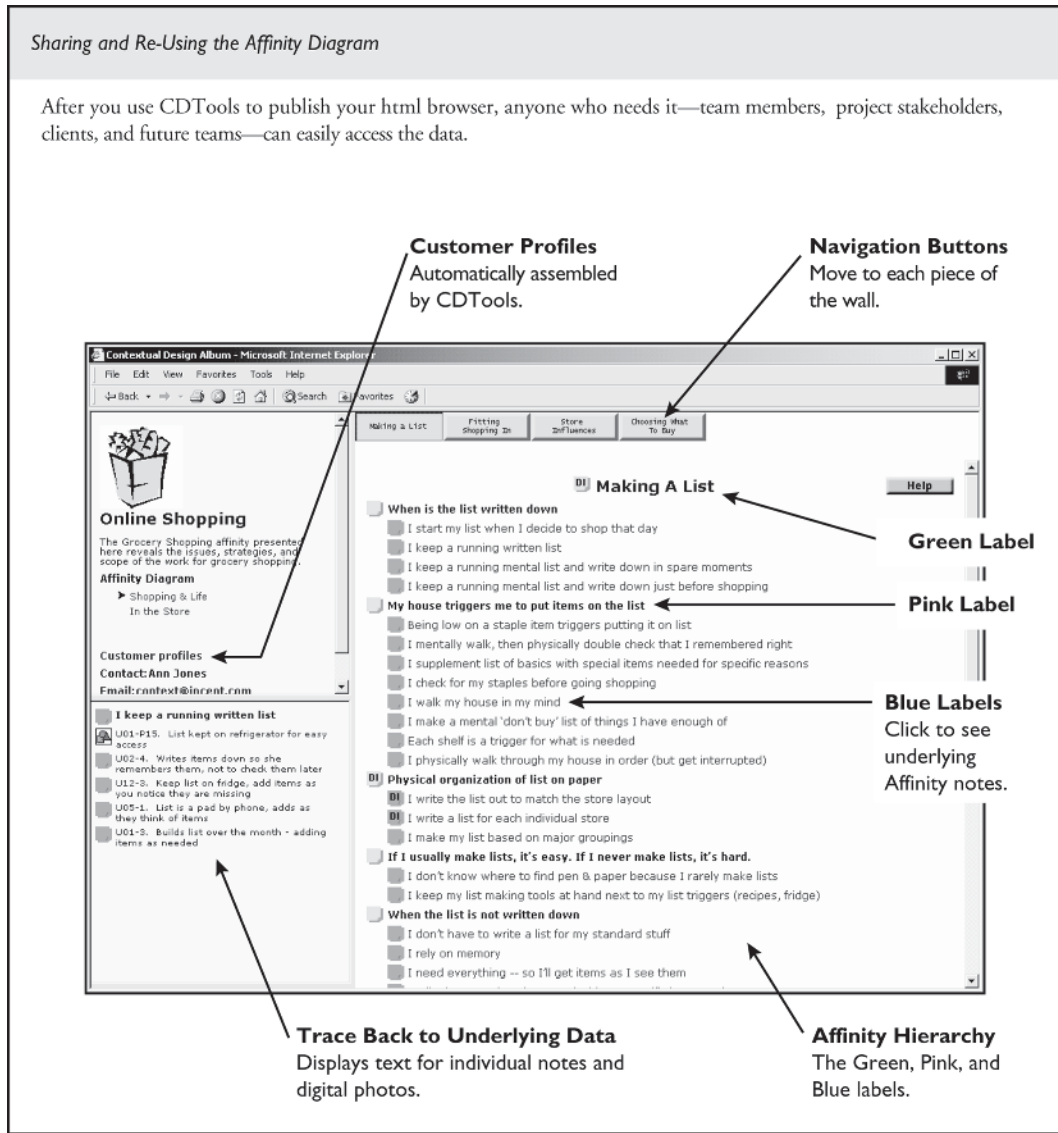 Sharing and Re-Using the Affinity Diagram
After you use CDTools to publish your html browser, anyone who needs it—team members, project stakeholders,
clients, and future teams—can easily access the data.
Customer Profiles
Automatically assembled
by CDTools.
Navigation Buttons
Move to each piece of
the wall.
Contextual Design Album - Microsoft Internet Explorer
File Edit View Favorites Tools Help
Back Search Favorites
Online Shopping
The Grocery Shopping affinity presented
here reveals the issues, strategies, and
scope of the work for grocery shopping.
Affinity Diagram
Shopping & Life
In the Store
Customer profiles
Contact:Ann Jones
Email:context@incent.com
I keep a running written list
U01-P15. List kept on refrigerator for easy
access
U02-4. Writes items down so she
remembers them, not to check them later
U12-3. Keep list on fridge, add items as
you notice they are missing
U05-1. List is a pad by phone, adds as
they think of items
U01-3. Builds list over the month - adding
items as needed
Making a List
Fitting
Shopping In
Store
Influences
Choosing What
To Buy
DI Making A List
Help
When is the list written down
I start my list when I decide to shop that day
I keep a running written list
I keep a running mental list and write down in spare moments
I keep a running mental list and write down just before shopping
My house triggers me to put items on the list
Being low on a staple item triggers putting it on list
I mentally walk, then physically double check that I remembered right
I supplement list of basics with special items needed for specific reasons
I check for my staples before going shopping
I walk my house in my mind
I make a mental 'don't buy' list of things I have enough of
Each shelf is a trigger for what is needed
I physically walk through my house in order (but get interrupted)
DI Physical organization of list on paper
DI I write the list out to match the store layout
DI I write a list for each individual store
I make my list based on major groupings
If I usually make lists, it's easy. If I never make lists, it's hard.
I don't know where to find pen & paper because I rarely make lists
I keep my list making tools at hand next to my list triggers (recipes, fridge)
When the list is not written down
I don't have to write a list for my standard stuff
I rely on memory
I need everything -- so I'll get items as I see them
Green Label
Pink Label
Blue Labels
Click to see
underlying
Affinity notes.
Trace Back to Underlying Data
Displays text for individual notes and
digital photos.
Affinity Hierarchy
The Green, Pink, and
Blue labels.